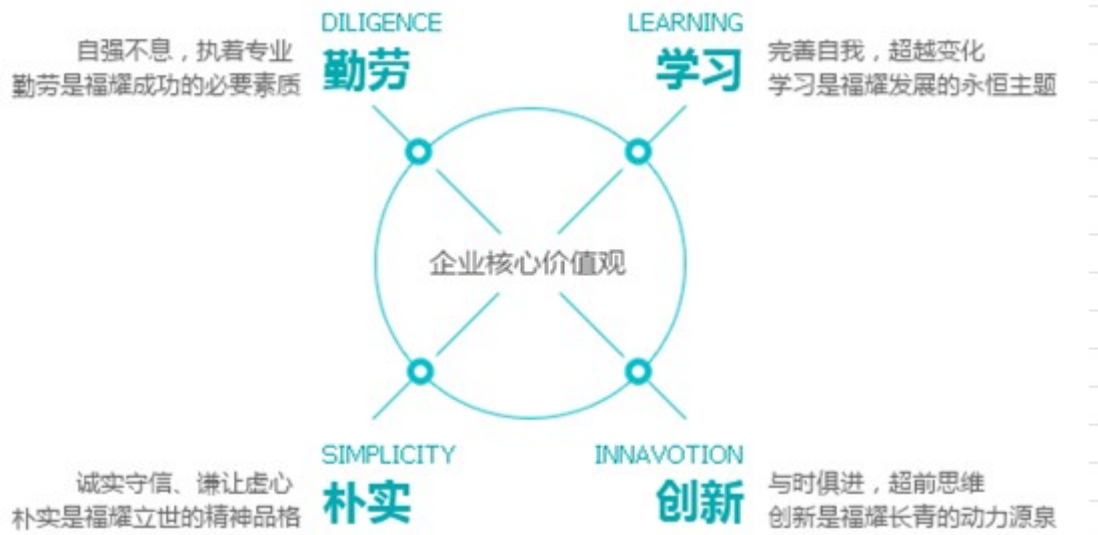 DILIGENCE
勤劳
自强不息，执着专业
勤劳是福耀成功的必要素质
LEARNING
学习
完善自我，超越变化
学习是福耀发展的永恒主题
企业核心价值观
SIMPLICITY
朴实
诚实守信、谦让虚心
朴实是福耀立世的精神品格
INNAVOTION
创新
与时俱进，超前思维
创新是福耀长青的动力源泉